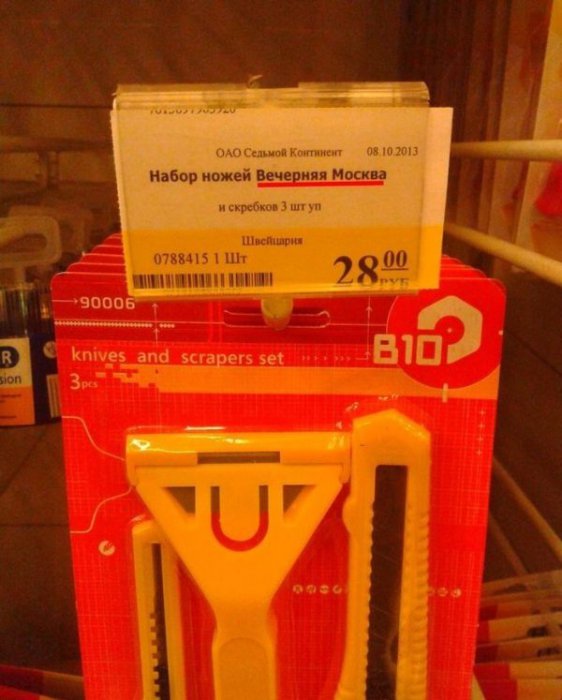 ОАО Седьмой Континент 08.10.2013
Набор ножей Вечерняя Москва
и скребков 3 шт уп
Швейцария
0788415 1 Шт
28 00
РУБ
90006
knives and scrapers set
B10
3pcs
R
sion